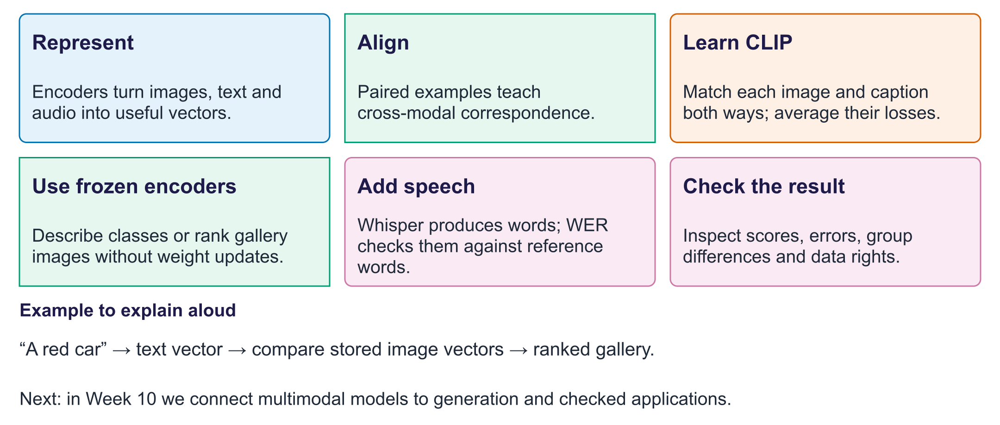 Represent
Encoders turn images, text and
audio into useful vectors.
Align
Paired examples teach
cross-modal correspondence.
Learn CLIP
Match each image and caption
both ways; average their losses.
Use frozen encoders
Describe classes or rank gallery
images without weight updates.
Add speech
Whisper produces words; WER
checks them against reference
words.
Check the result
Inspect scores, errors, group
differences and data rights.
Example to explain aloud
“A red car” → text vector → compare stored image vectors → ranked gallery.
Next: in Week 10 we connect multimodal models to generation and checked applications.